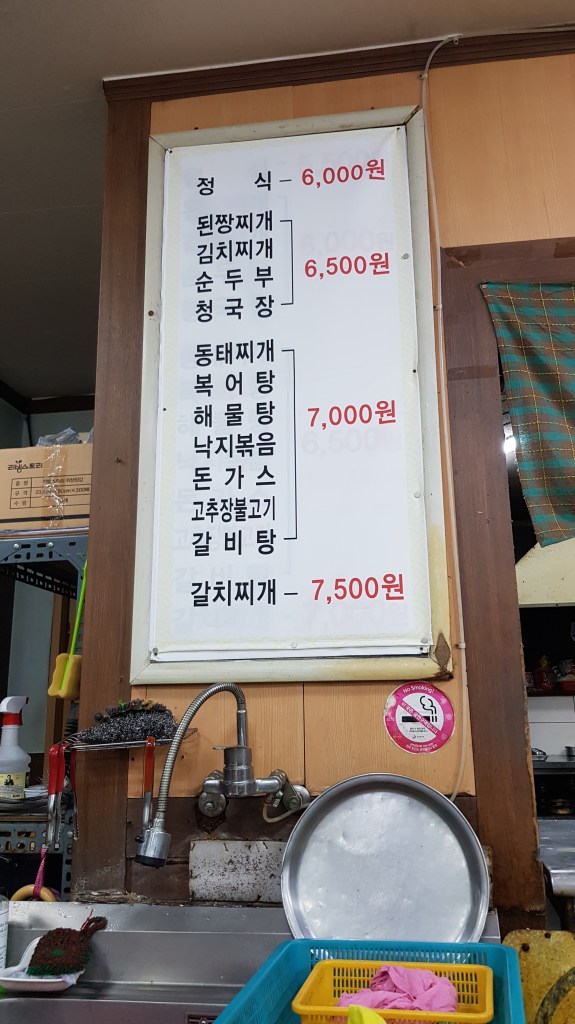 정 식 - 6,000원
된짱찌개
김치찌개
순두부
청국장
6,500원
동태찌개
복어탕
해물탕
낙지볶음
돈가스
고추장불고기
갈비탕
7,000원
갈치찌개 - 7,500원
No Smoking!